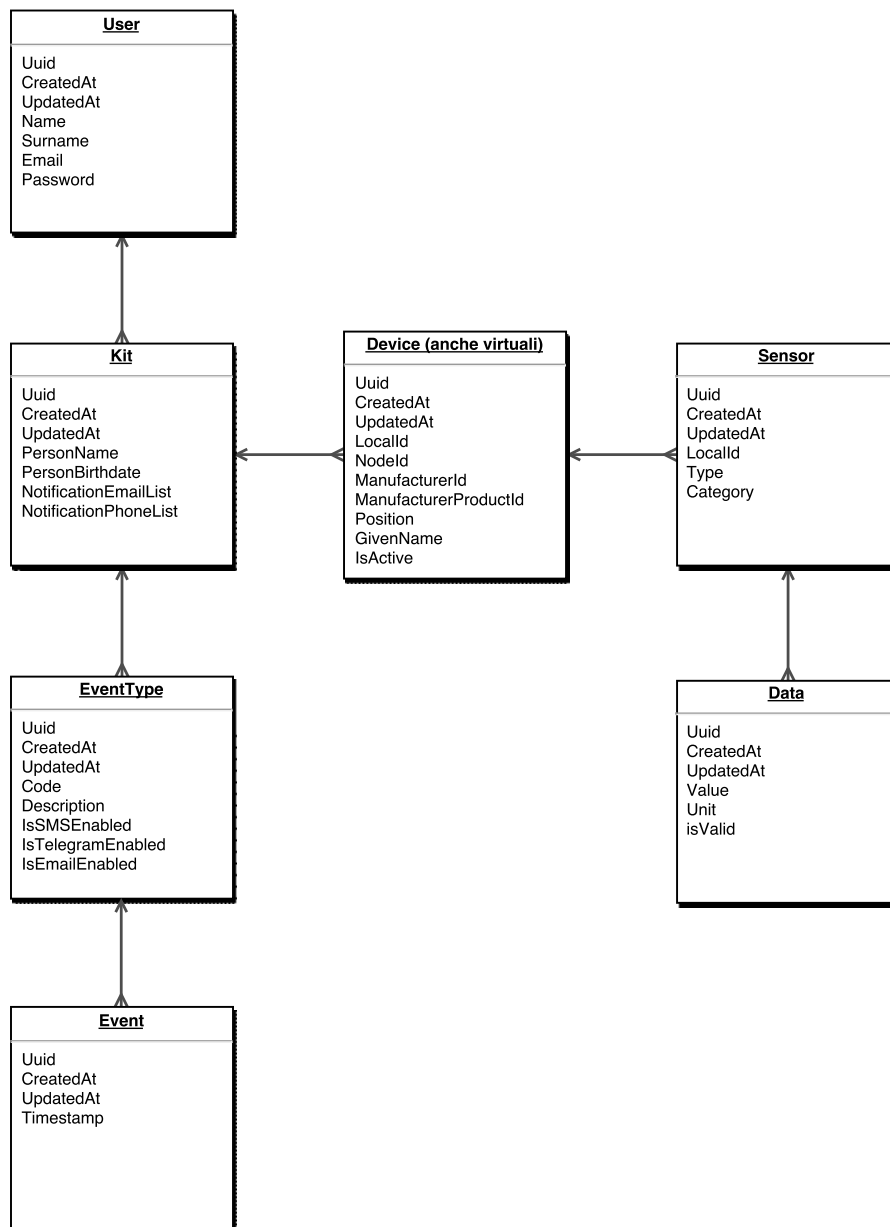 User
Uuid
CreatedAt
UpdatedAt
Name
Surname
Email
Password
Kit
Uuid
CreatedAt
UpdatedAt
PersonName
PersonBirthdate
NotificationEmailList
NotificationPhoneList
Device (anche virtuali)
Uuid
CreatedAt
UpdatedAt
LocalId
NodeId
ManufacturerId
ManufacturerProductId
Position
GivenName
IsActive
Sensor
Uuid
CreatedAt
UpdatedAt
LocalId
Type
Category
EventType
Uuid
CreatedAt
UpdatedAt
Code
Description
IsSMSEnabled
IsTelegramEnabled
IsEmailEnabled
Data
Uuid
CreatedAt
UpdatedAt
Value
Unit
isValid
Event
Uuid
CreatedAt
UpdatedAt
Timestamp